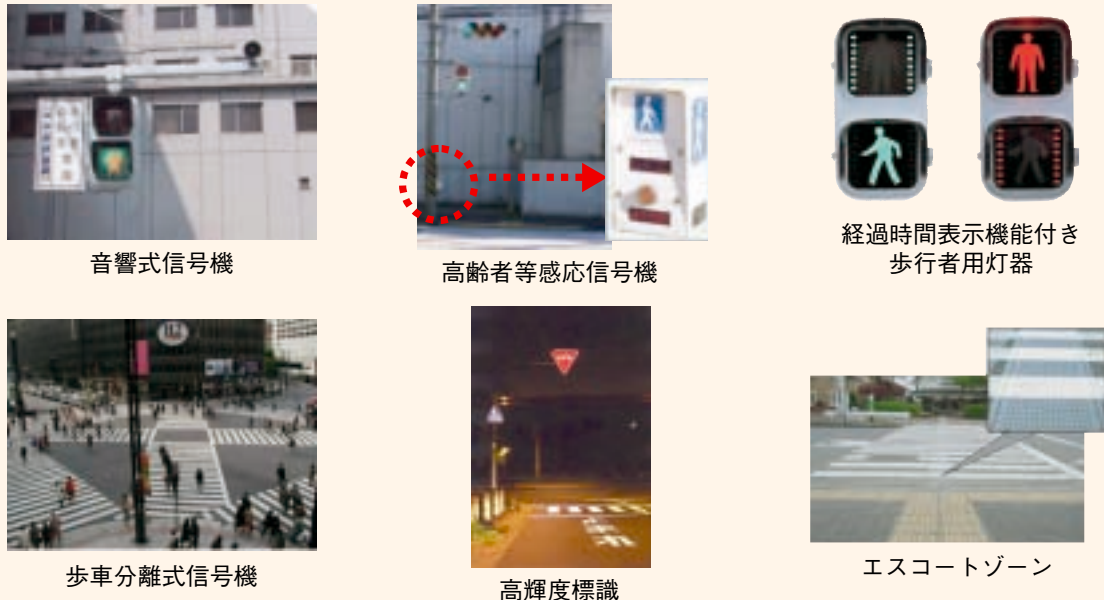 音響式信号機
高齢者等感応信号機
経過時間表示機能付き
歩行者用灯器
歩車分離式信号機
高輝度標識
エスコートゾーン